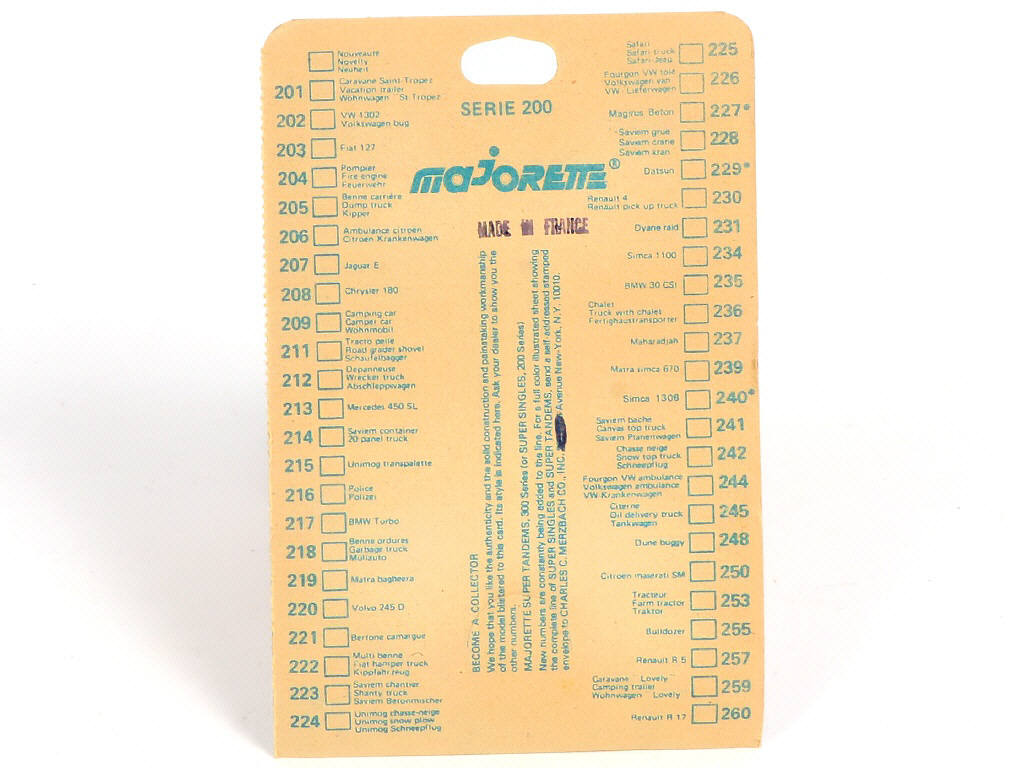 SERIE 200
MAJORETTE®
MADE IN FRANCE
Nouveauté
Novelty
Neuheit
201 Caravane Saint-Tropez
Vacation trailer
Wohnwagen St. Tropez
202 VW 1302
Volkswagen bug
203 Fiat 127
204 Pompier
Fire engine
Feuerwehr
205 Benne carrière
Dump truck
Kipper
206 Ambulance citroën
Citroën Krankenwagen
207 Jaguar E
208 Chrysler 180
209 Camping car
Camper car
Wohnmobil
211 Tracto pelle
Road grader shovel
Schaufelbagger
212 Depanneuse
Wrecker truck
Abschleppwagen
213 Mercedes 450 SL
214 Saviem container
20 panel truck
215 Unimog transpalette
216 Police
Polizei
217 BMW Turbo
218 Benne ordures
Garbage truck
Müllauto
219 Matra bagheera
220 Volvo 245 D
221 Bertone camargue
222 Multi benne
Fiat hamper truck
Kippfahrzeug
223 Saviem chantier
Shanty truck
Saviem Betonmischer
224 Unimog chasse-neige
Unimog snow plow
Unimog Schneepflug
BECOME A COLLECTOR
We hope that you like the authenticity and the solid construction and painstaking workmanship
of the model blistered to this card. Its style is indicated here. Ask your dealer to show you the
other numbers.
MAJORETTE SUPER TANDEMS, 300 Series (or SUPER SINGLES, 200 Series)
New numbers are constantly being added to the line. For a full color illustrated sheet showing
the complete line of SUPER SINGLES and SUPER TANDEMS, send a self-addressed stamped
envelope to CHARLES C. MERZBACH CO., INC. Avenue New-York, N.Y. 10010.
Safari
Safari-truck
Safari-Jeau 225
Fourgon VW tolé
Volkswagen van
VW - Lieferwagen 226
Magirus Beton 227*
Saviem grue
Saviem crane
Saviem kran 228
Datsun 229*
Renault 4
Renault pick up truck 230
Dyane raid 231
Simca 1100 234
BMW 30 CSI 235
Chalet
Truck with chalet
Fertighaustransporter 236
Maharadjah 237
Matra simca 670 239
Simca 1308 240*
Saviem bache
Canvas top truck
Saviem Planenwagen 241
Chasse neige
Snow top truck
Schneepflug 242
Fourgon VW ambulance
Volkswagen ambulance
VW-Krankenwagen 244
Citerne
Oil delivery truck
Tankwagen 245
Dune buggy 248
Citroën maserati SM 250
Tracteur
Farm tractor
Traktor 253
Bulldozer 255
Renault R 5 257
Caravane Lovely
Camping trailer
Wohnwagen Lovely 259
Renault R 17 260